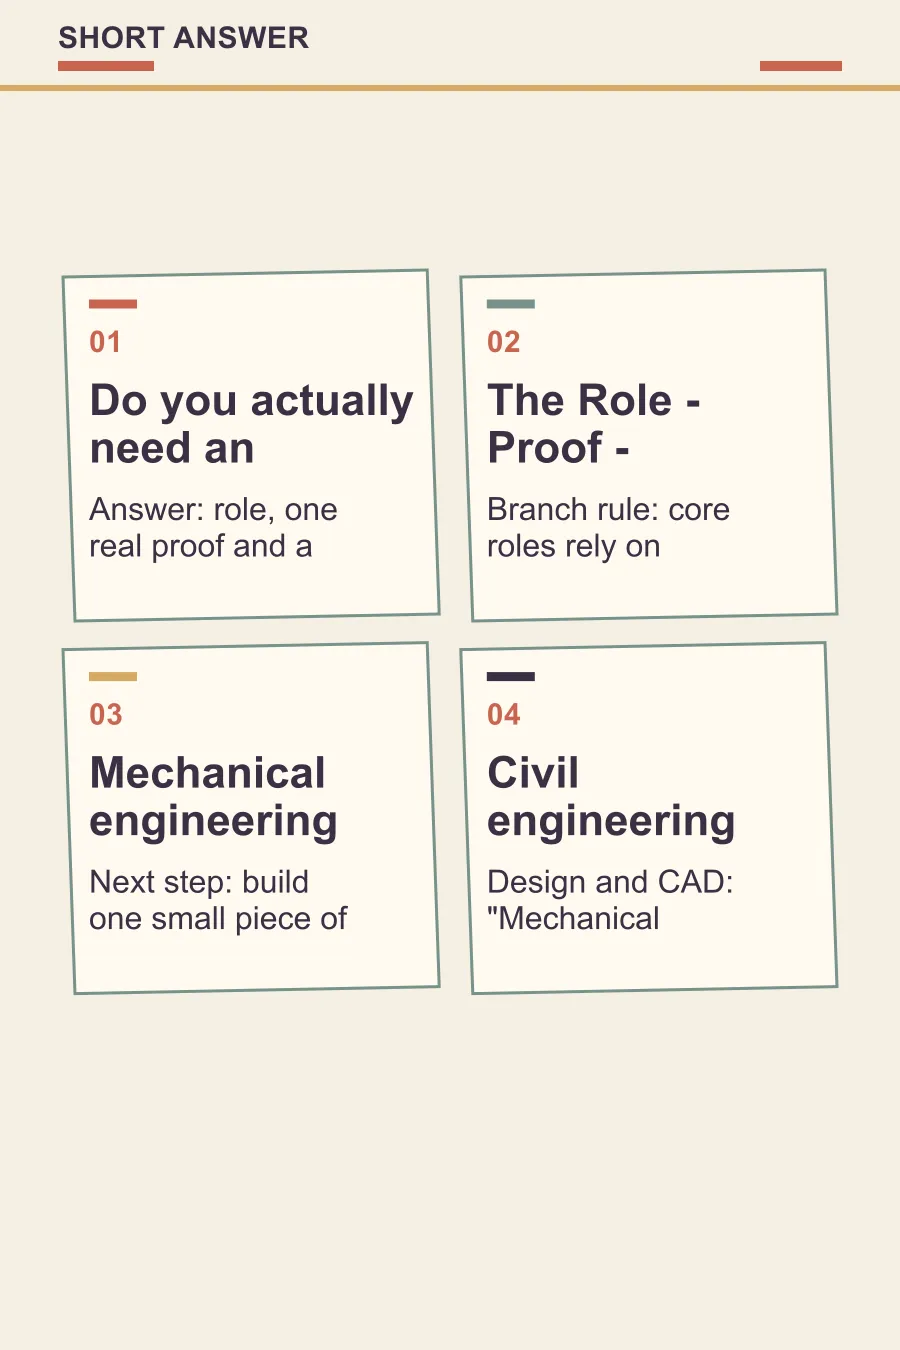 SHORT ANSWER
01
Do you actually
need an
Answer: role, one
real proof and a
02
The Role -
Proof -
Branch rule: core
roles rely on
03
Mechanical
engineering
Next step: build
one small piece of
04
Civil
engineering
Design and CAD:
"Mechanical